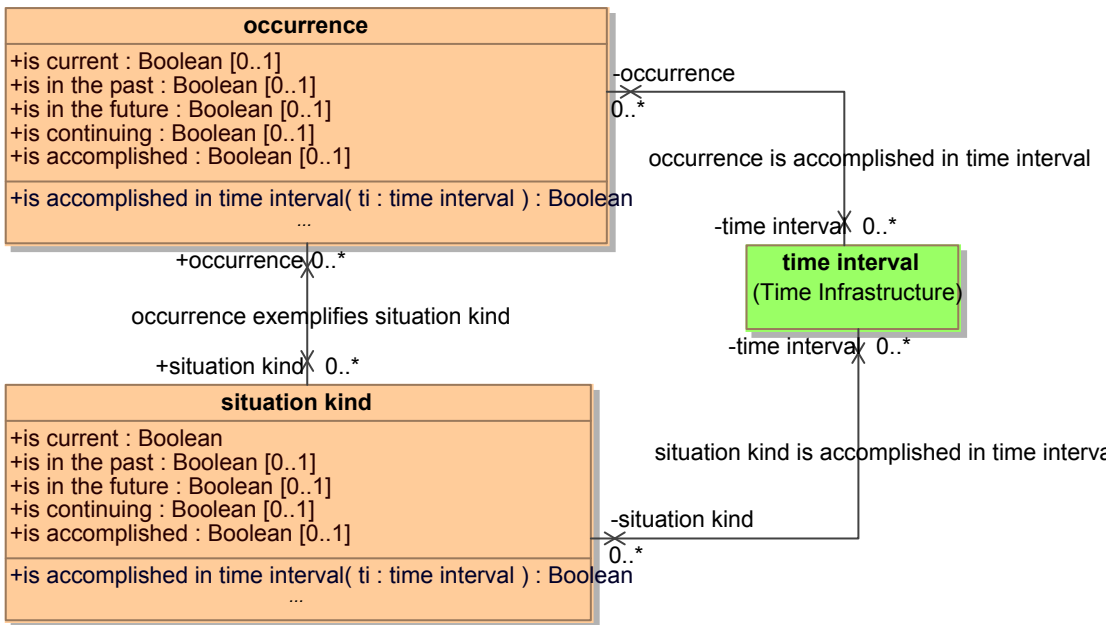 occurrence
+is current : Boolean [0..1]
+is in the past : Boolean [0..1]
+is in the future : Boolean [0..1]
+is continuing : Boolean [0..1]
+is accomplished : Boolean [0..1]
+is accomplished in time interval( ti : time interval ) : Boolean
...
-occurrence
0..*
occurrence is accomplished in time interval
-time interval 0..*
time interval
(Time Infrastructure)
-time interval 0..*
+occurrence 0..*
occurrence exemplifies situation kind
+situation kind 0..*
situation kind
+is current : Boolean
+is in the past : Boolean [0..1]
+is in the future : Boolean [0..1]
+is continuing : Boolean [0..1]
+is accomplished : Boolean [0..1]
+is accomplished in time interval( ti : time interval ) : Boolean
...
situation kind is accomplished in time interva
-situation kind
0..*